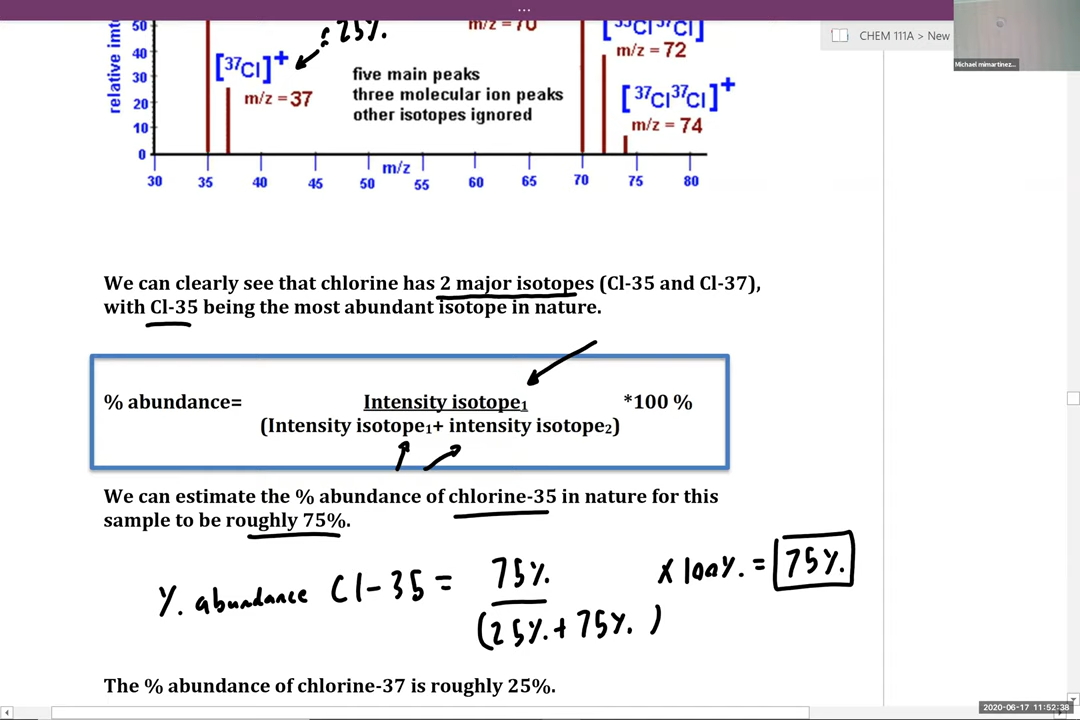 ...
CHEM 111A > New
Michael mimartinez...
relative
50
40
30
20
10
0
: 25%.
[³⁷Cl]⁺
m/z = 37
m/z = 70
five main peaks
three molecular ion peaks
other isotopes ignored
[³⁵Cl³⁷Cl]
m/z = 72
[³⁷Cl³⁷Cl]⁺
m/z = 74
m/z
30 35 40 45 50 55 60 65 70 75 80
We can clearly see that chlorine has 2 major isotopes (Cl-35 and Cl-37),
with Cl-35 being the most abundant isotope in nature.
% abundance= Intensity isotope₁ *100 %
(Intensity isotope₁+ intensity isotope₂)
We can estimate the % abundance of chlorine-35 in nature for this
sample to be roughly 75%.
%. abundance Cl-35 = 75%. x 100%. = 75%.
(25%. + 75%.)
The % abundance of chlorine-37 is roughly 25%.
2020-06-17 11:52:38